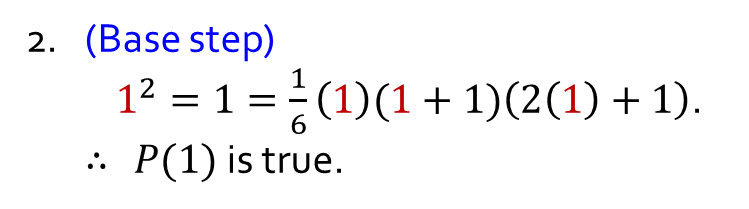 2. (Base step)
1² = 1 = 1/6 (1)(1 + 1)(2(1) + 1).
∴ P(1) is true.